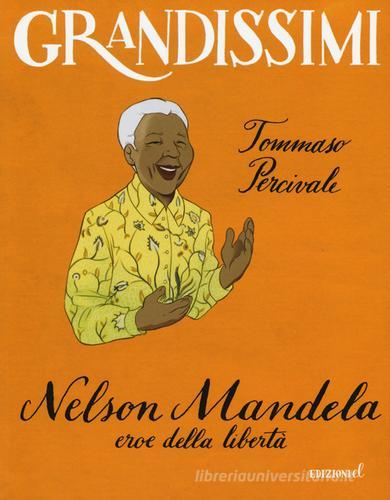 GRANDISSIMI
Tommaso
Percivale
Nelson Mandela
eroe della libertà
EDIZIONI el
libreriauniversitaria.it